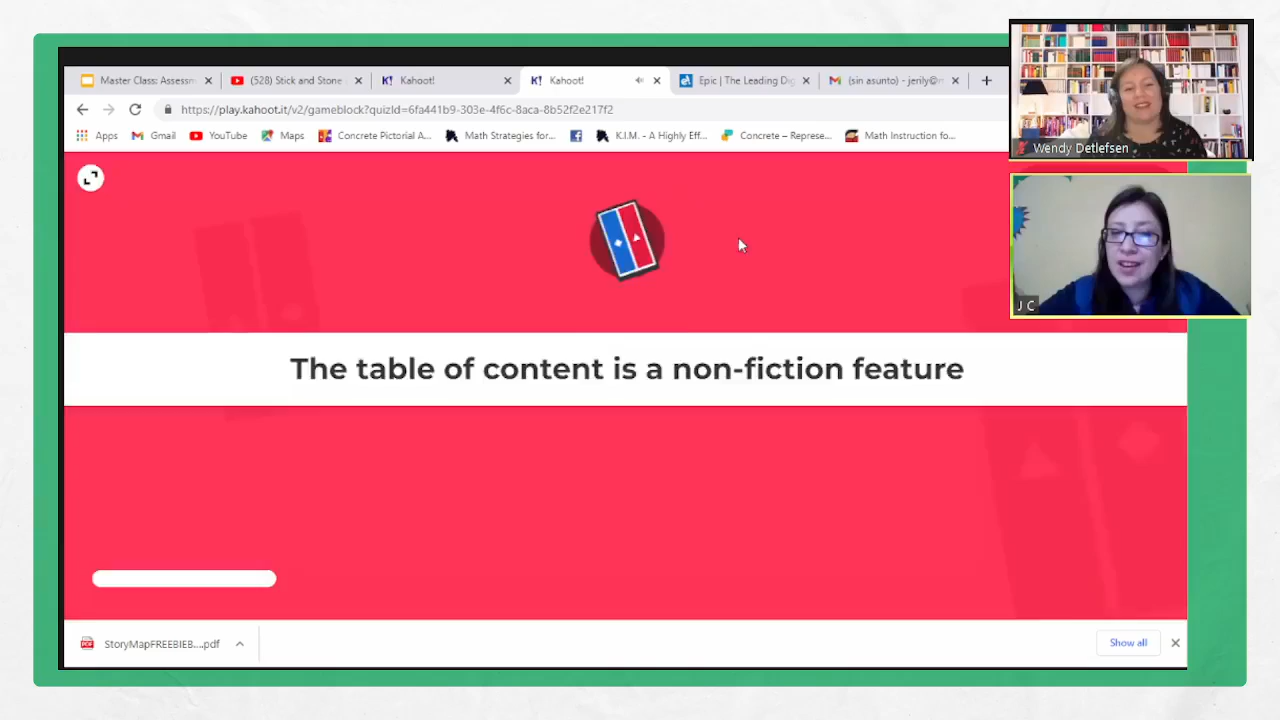 Master Class: Assessm
(528) Stick and Stone
K! Kahoot!
K! Kahoot!
Epic | The Leading Dig
(sin asunto) - jenly@m
https://play.kahoot.it/v2/gameblock?quizId=6fa441b9-303e-4f6c-8aca-8b52f2e217f2
Apps
Gmail
YouTube
Maps
Concrete Pictorial A...
Math Strategies for...
K.I.M. - A Highly Eff...
Concrete – Represe...
Math Instruction fo...
Wendy Detlefsen
J C
The table of content is a non-fiction feature
PDF
StoryMapFREEBIEB....pdf
Show all